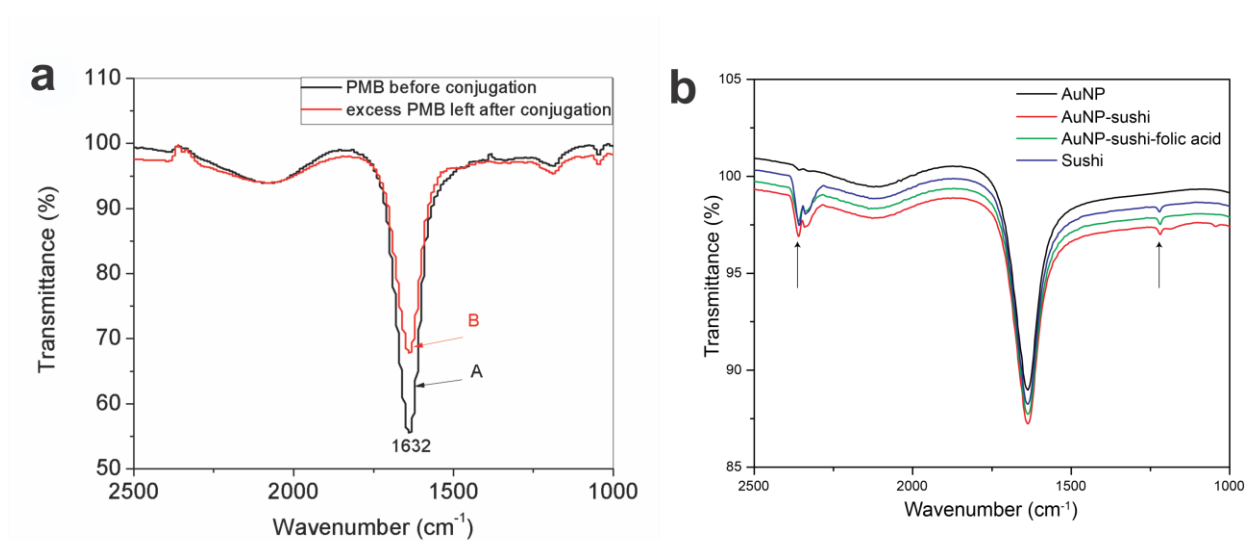 a
110
100
90
80
70
60
50
Transmittance (%)
PMB before conjugation
excess PMB left after conjugation
B
A
1632
2500
2000
1500
1000
Wavenumber (cm⁻¹)
b
105
100
95
90
85
Transmittance (%)
AuNP
AuNP-sushi
AuNP-sushi-folic acid
Sushi
2500
2000
1500
1000
Wavenumber (cm⁻¹)